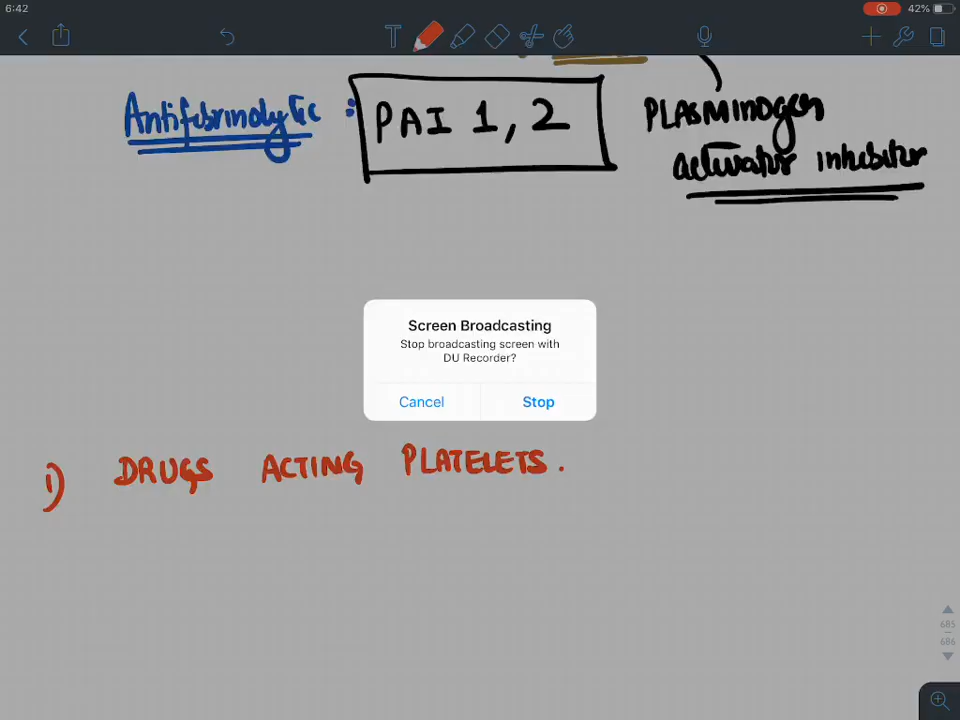 6:42
42%
Antifibrinolytic : PAI 1, 2
PLASMINOGEN
activator inhibitor
Screen Broadcasting
Stop broadcasting screen with
DU Recorder?
Cancel Stop
1) DRUGS ACTING PLATELETS.
685
686